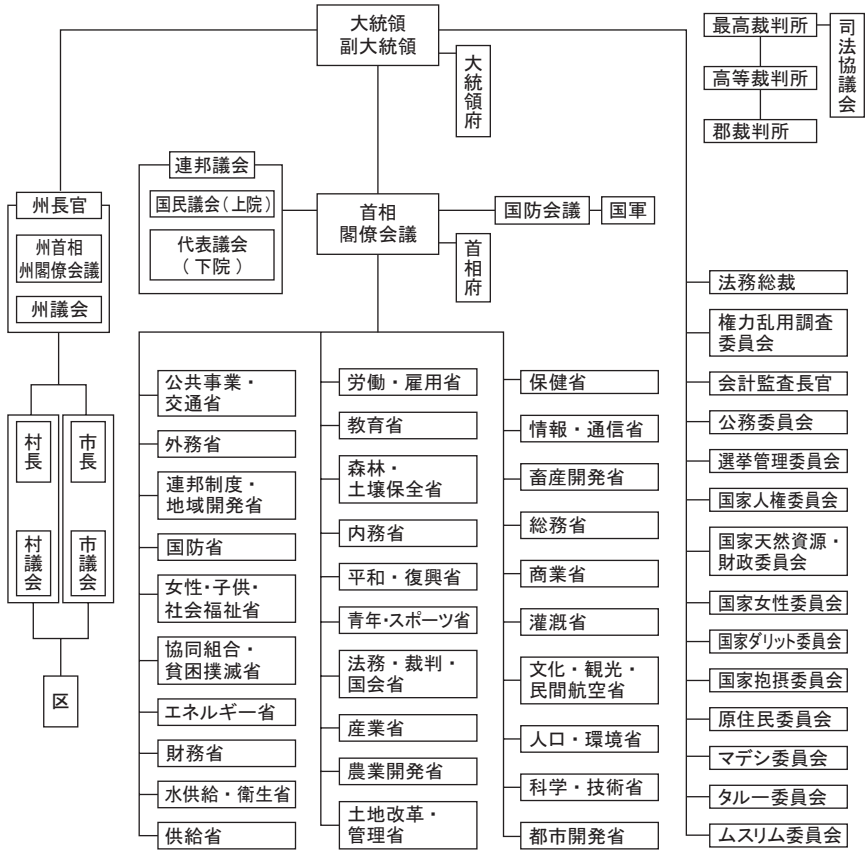 大統領
副大統領
大統領府
最高裁判所
高等裁判所
郡裁判所
司法協議会
連邦議会
国民議会(上院)
代表議会
(下院)
首相
閣僚会議
首相府
国防会議
国軍
州長官
州首相
州閣僚会議
州議会
村長
市長
村議会
市議会
区
公共事業・
交通省
外務省
連邦制度・
地域開発省
国防省
女性・子供・
社会福祉省
協同組合・
貧困撲滅省
エネルギー省
財務省
水供給・衛生省
供給省
労働・雇用省
教育省
森林・
土壌保全省
内務省
平和・復興省
青年・スポーツ省
法務・裁判・
国会省
産業省
農業開発省
土地改革・
管理省
保健省
情報・通信省
畜産開発省
総務省
商業省
灌漑省
文化・観光・
民間航空省
人口・環境省
科学・技術省
都市開発省
法務総裁
権力乱用調査
委員会
会計監査長官
公務委員会
選挙管理委員会
国家人権委員会
国家天然資源・
財政委員会
国家女性委員会
国家ダリット委員会
国家抱摂委員会
原住民委員会
マデシ委員会
タルー委員会
ムスリム委員会